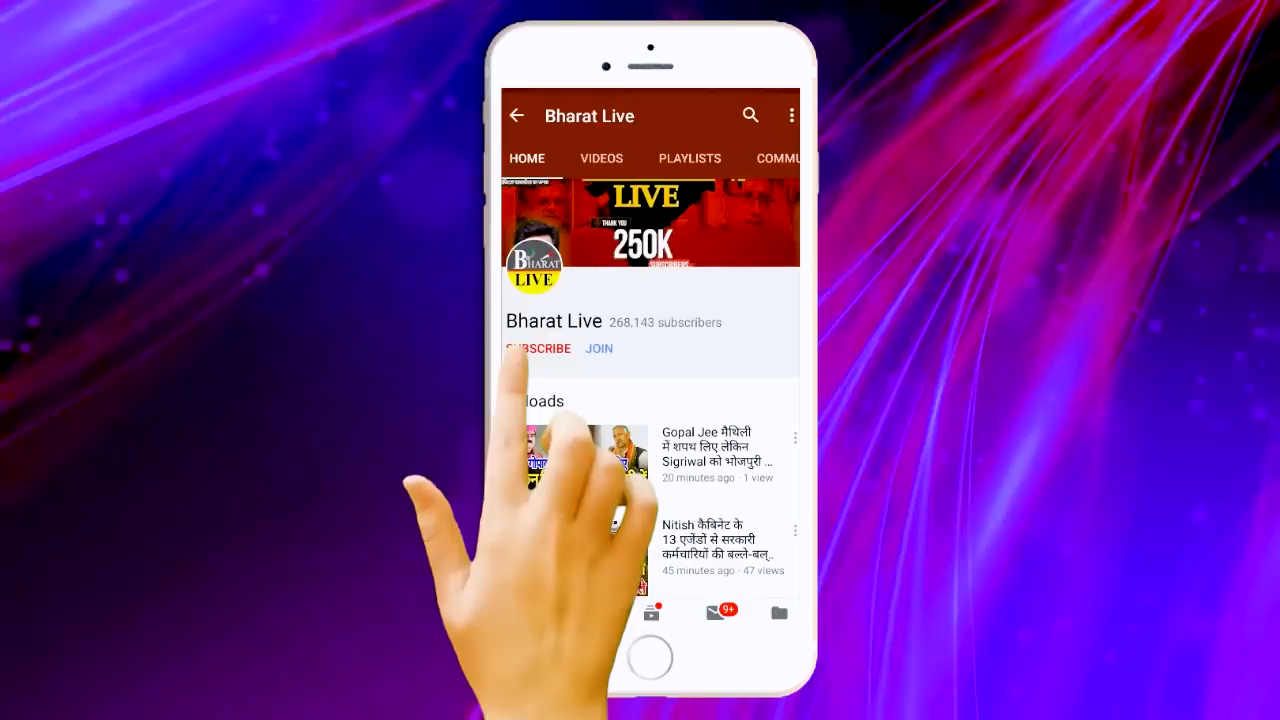 Bharat Live
HOME VIDEOS PLAYLISTS COMMU
LIVE
THANK YOU
250K
SUBSCRIBERS
BHARAT
LIVE
Bharat Live 268,143 subscribers
SUBSCRIBE JOIN
loads
Gopal Jee मैथिली
में शपथ लिए लेकिन
Sigriwal को भोजपुरी ...
20 minutes ago · 1 view
Nitish कैबिनेट के
13 एजेंडों से सरकारी
कर्मचारियों की बल्ले-बल्..
45 minutes ago · 47 views
9+